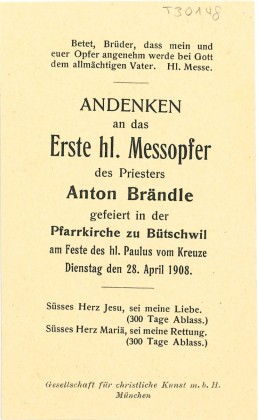 T30148
Betet, Brüder, dass mein und
euer Opfer angenehm werde bei Gott
dem allmächtigen Vater. Hl. Messe.
ANDENKEN
an das
Erste hl. Messopfer
des Priesters
Anton Brändle
gefeiert in der
Pfarrkirche zu Bütschwil
am Feste des hl. Paulus vom Kreuze
Dienstag den 28. April 1908.
Süsses Herz Jesu, sei meine Liebe.
(300 Tage Ablass.)
Süsses Herz Mariä, sei meine Rettung.
(300 Tage Ablass.)
Gesellschaft für christliche Kunst m. b. H.
München